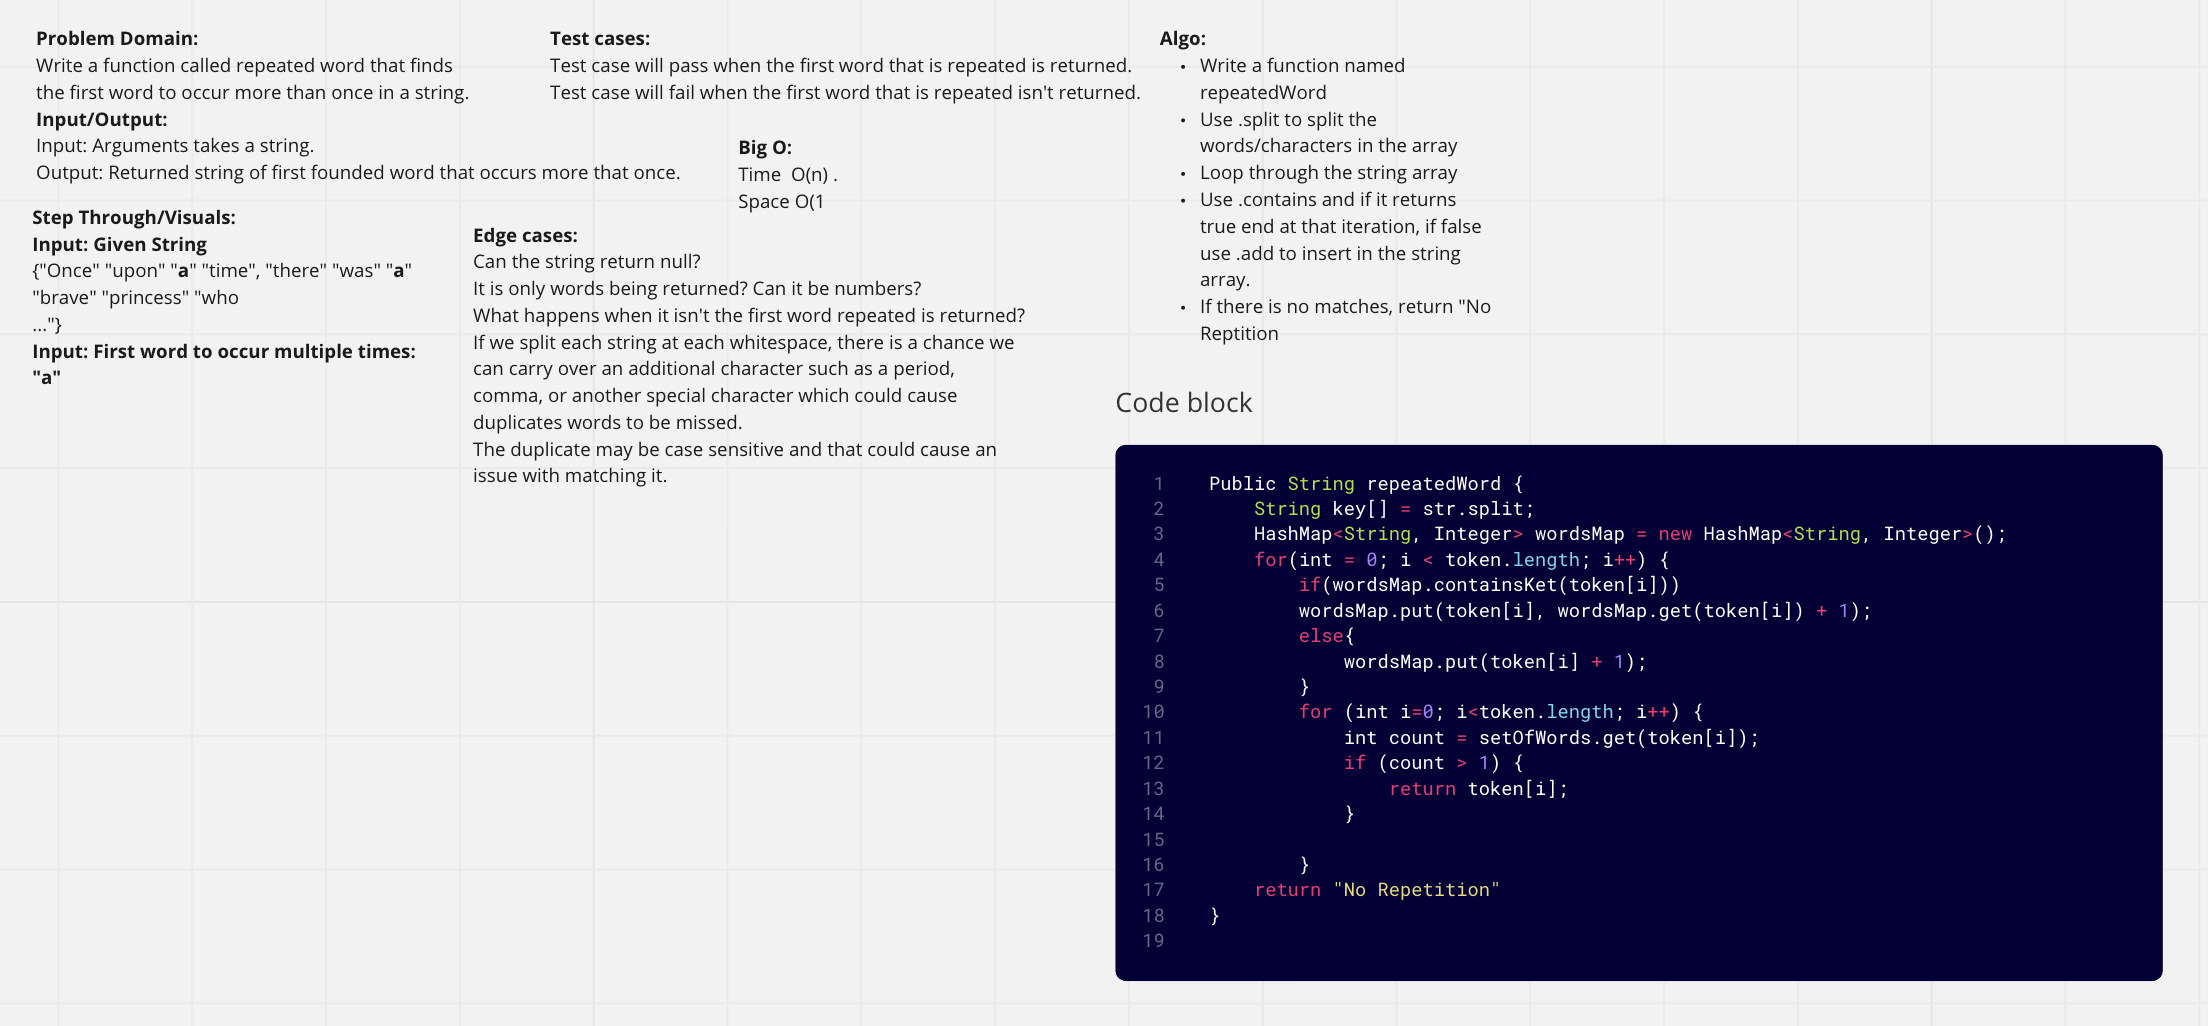 Problem Domain:
Write a function called repeated word that finds
the first word to occur more than once in a string.
Input/Output:
Input: Arguments takes a string.
Output: Returned string of first founded word that occurs more that once.
Step Through/Visuals:
Input: Given String
{"Once" "upon" "a" "time", "there" "was" "a"
"brave" "princess" "who
..."}
Input: First word to occur multiple times:
"a"
Test cases:
Test case will pass when the first word that is repeated is returned.
Test case will fail when the first word that is repeated isn't returned.
Big O:
Time  O(n) .
Space O(1
Edge cases:
Can the string return null?
It is only words being returned? Can it be numbers?
What happens when it isn't the first word repeated is returned?
If we split each string at each whitespace, there is a chance we
can carry over an additional character such as a period,
comma, or another special character which could cause
duplicates words to be missed.
The duplicate may be case sensitive and that could cause an
issue with matching it.
Algo:
• Write a function named
repeatedWord
• Use .split to split the
words/characters in the array
• Loop through the string array
• Use .contains and if it returns
true end at that iteration, if false
use .add to insert in the string
array.
• If there is no matches, return "No
Reptition
Code block
1 Public String repeatedWord {
2     String key[] = str.split;
3     HashMap<String, Integer> wordsMap = new HashMap<String, Integer>();
4     for(int = 0; i < token.length; i++) {
5         if(wordsMap.containsKet(token[i]))
6         wordsMap.put(token[i], wordsMap.get(token[i]) + 1);
7         else{
8             wordsMap.put(token[i] + 1);
9         }
10         for (int i=0; i<token.length; i++) {
11             int count = setOfWords.get(token[i]);
12             if (count > 1) {
13                 return token[i];
14             }
15
16         }
17     return "No Repetition"
18 }
19